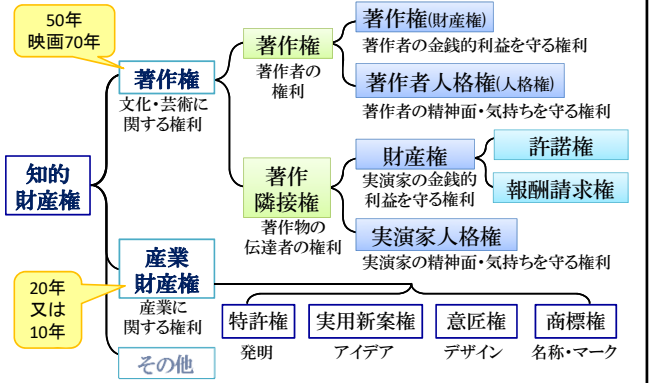 50年
映画70年
著作権
文化・芸術に
関する権利
著作権
著作者の
権利
著作権(財産権)
著作者の金銭的利益を守る権利
著作者人格権(人格権)
著作者の精神面・気持ちを守る権利
知的
財産権
著作
隣接権
著作物の
伝達者の権利
財産権
実演家の金銭的
利益を守る権利
許諾権
報酬請求権
実演家人格権
実演家の精神面・気持ちを守る権利
産業
財産権
産業に
関する権利
20年
又は
10年
特許権
発明
実用新案権
アイデア
意匠権
デザイン
商標権
名称・マーク
その他